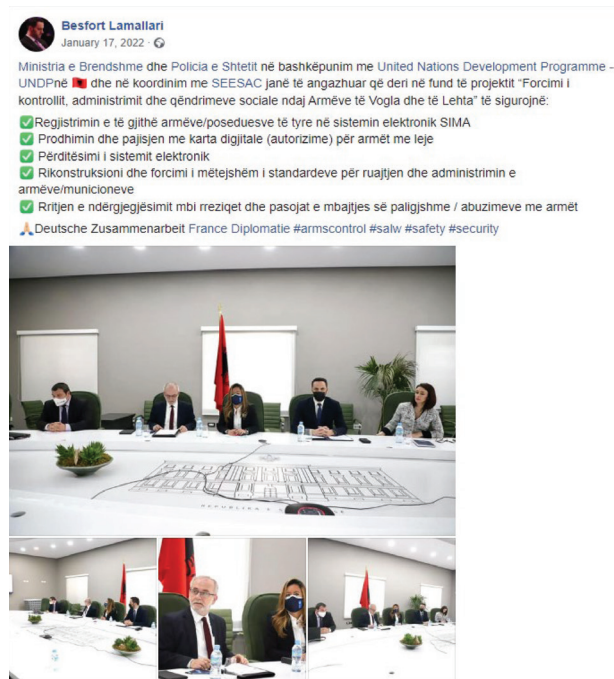 Besfort Lamallari
January 17, 2022 ·
Ministria e Brendshme dhe Policia e Shtetit në bashkëpunim me United Nations Development Programme -
UNDPnë 🇦🇱 dhe në koordinim me SEESAC janë të angazhuar që deri në fund të projektit “Forcimi i
kontrollit, administrimit dhe qëndrimeve sociale ndaj Armëve të Vogla dhe të Lehta” të sigurojnë:
✅Regjistrimin e të gjithë armëve/poseduesve të tyre në sistemin elektronik SIMA
✅ Prodhimin dhe pajisjen me karta digjitale (autorizime) për armët me leje
✅ Përditësimi i sistemit elektronik
✅ Rikonstruksioni dhe forcimi i mëtejshëm i standardeve për ruajtjen dhe administrimin e
armëve/municioneve
✅ Rritjen e ndërgjegjësimit mbi rreziqet dhe pasojat e mbajtjes së paligjshme / abuzimeve me armët
🙏Deutsche Zusammenarbeit France Diplomatie #armscontrol #salw #safety #security
REPUBLIKA E